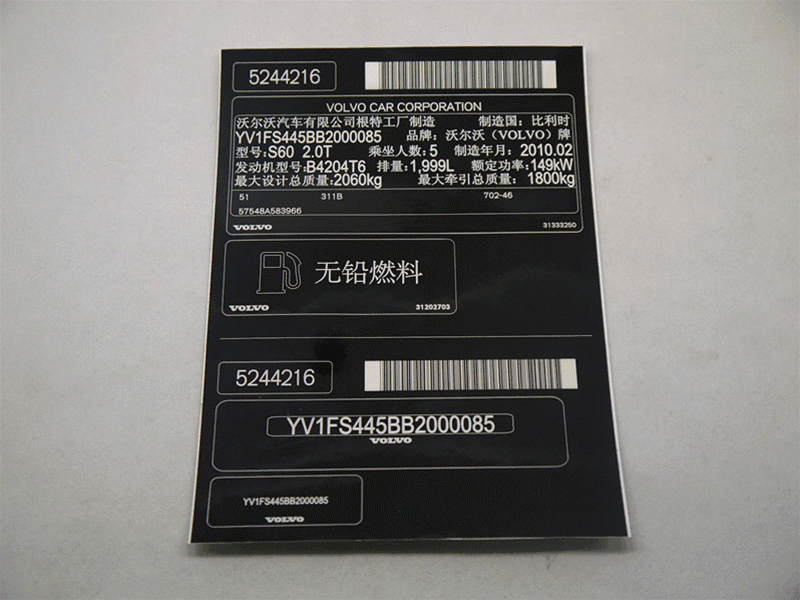 5244216
VOLVO CAR CORPORATION
沃尔沃汽车有限公司根特工厂制造 制造国：比利时
YV1FS445BB2000085 品牌：沃尔沃（VOLVO）牌
型号：S60 2.0T 乘坐人数：5 制造年月：2010.02
发动机型号：B4204T6 排量：1,999L 额定功率：149kW
最大设计总质量：2060kg 最大牵引总质量：1800kg
51 311B 702-46
57548A583966
VOLVO 31333250
无铅燃料
VOLVO 31202703
5244216
YV1FS445BB2000085
VOLVO
YV1FS445BB2000085
VOLVO